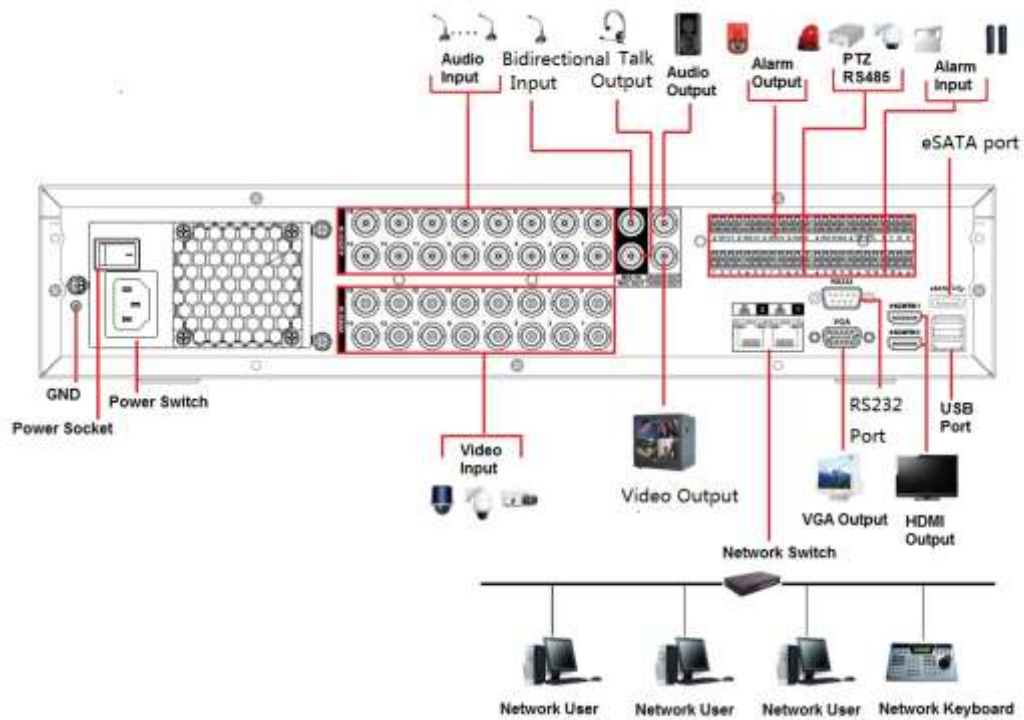 Audio
Input
Bidirectional Talk
Input
Output
Audio
Output
Alarm
Output
PTZ
RS485
Alarm
Input
eSATA port
RS232
VGA
GND
Power Switch
Power Socket
Video
Input
Video Output
RS232
Port
USB
Port
VGA Output
HDMI
Output
Network Switch
Network User
Network User
Network User
Network Keyboard